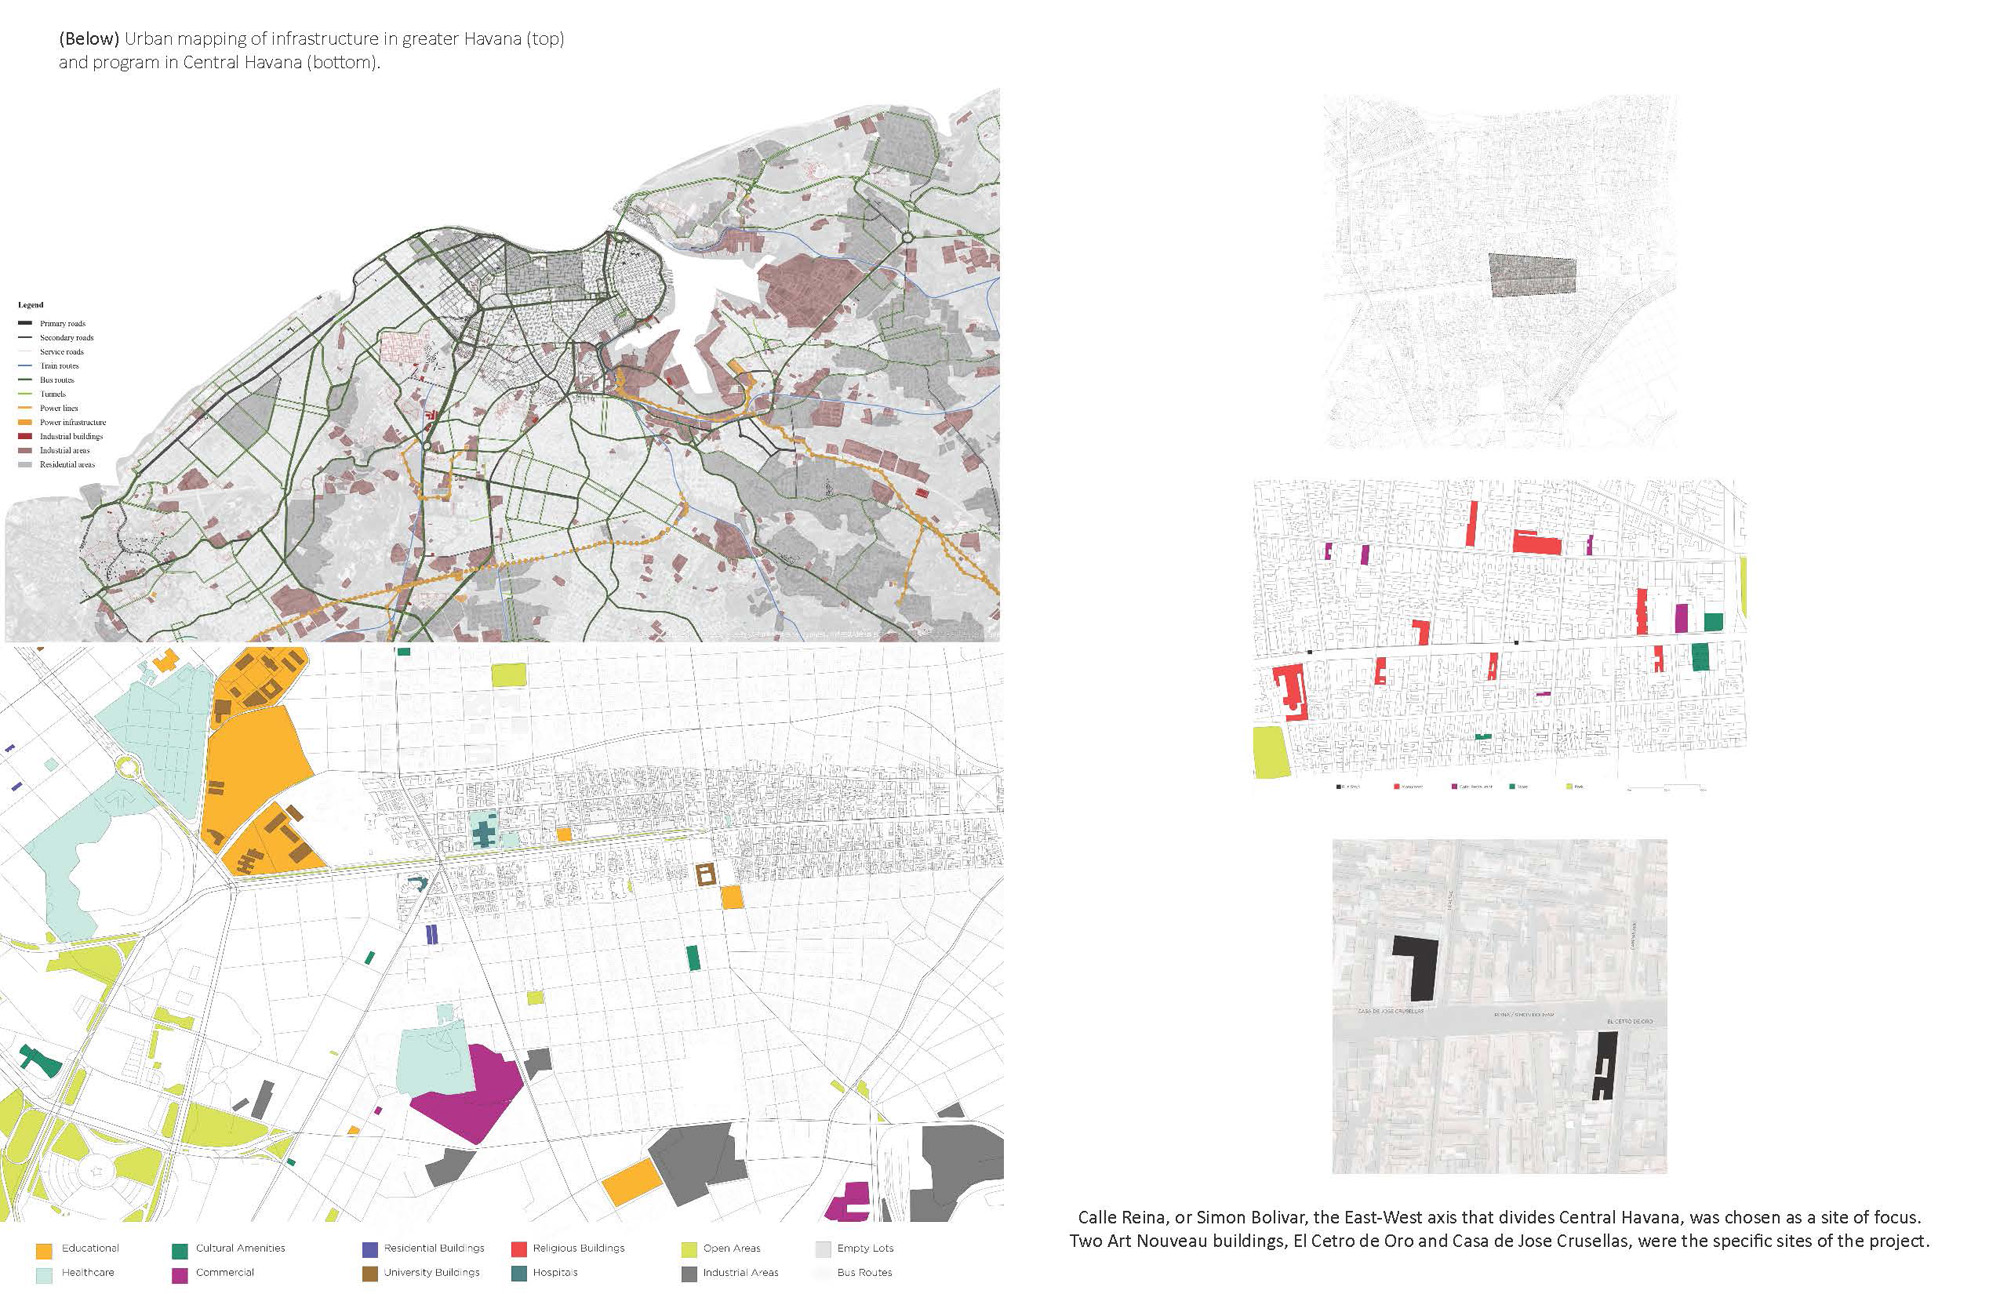 (Below) Urban mapping of infrastructure in greater Havana (top)
and program in Central Havana (bottom).
Legend
Primary roads
Secondary roads
Service roads
Train routes
Bus routes
Tunnels
Power lines
Power infrastructure
Industrial buildings
Industrial areas
Residential areas
Educational
Cultural Amenities
Residential Buildings
Religious Buildings
Open Areas
Empty Lots
Healthcare
Commercial
University Buildings
Hospitals
Industrial Areas
Bus Routes
Park
CASA DE JOSE CRUSELLAS
REINA / SIMON BOLIVAR
EL CETRO DE ORO
Calle Reina, or Simon Bolivar, the East-West axis that divides Central Havana, was chosen as a site of focus.
Two Art Nouveau buildings, El Cetro de Oro and Casa de Jose Crusellas, were the specific sites of the project.